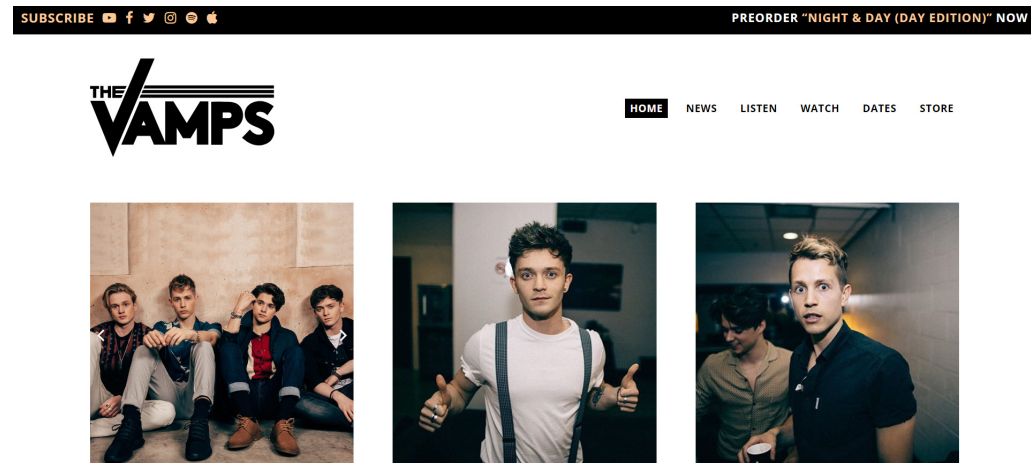 SUBSCRIBE
PREORDER “NIGHT & DAY (DAY EDITION)” NOW
THE
VAMPS
HOME NEWS LISTEN WATCH DATES STORE